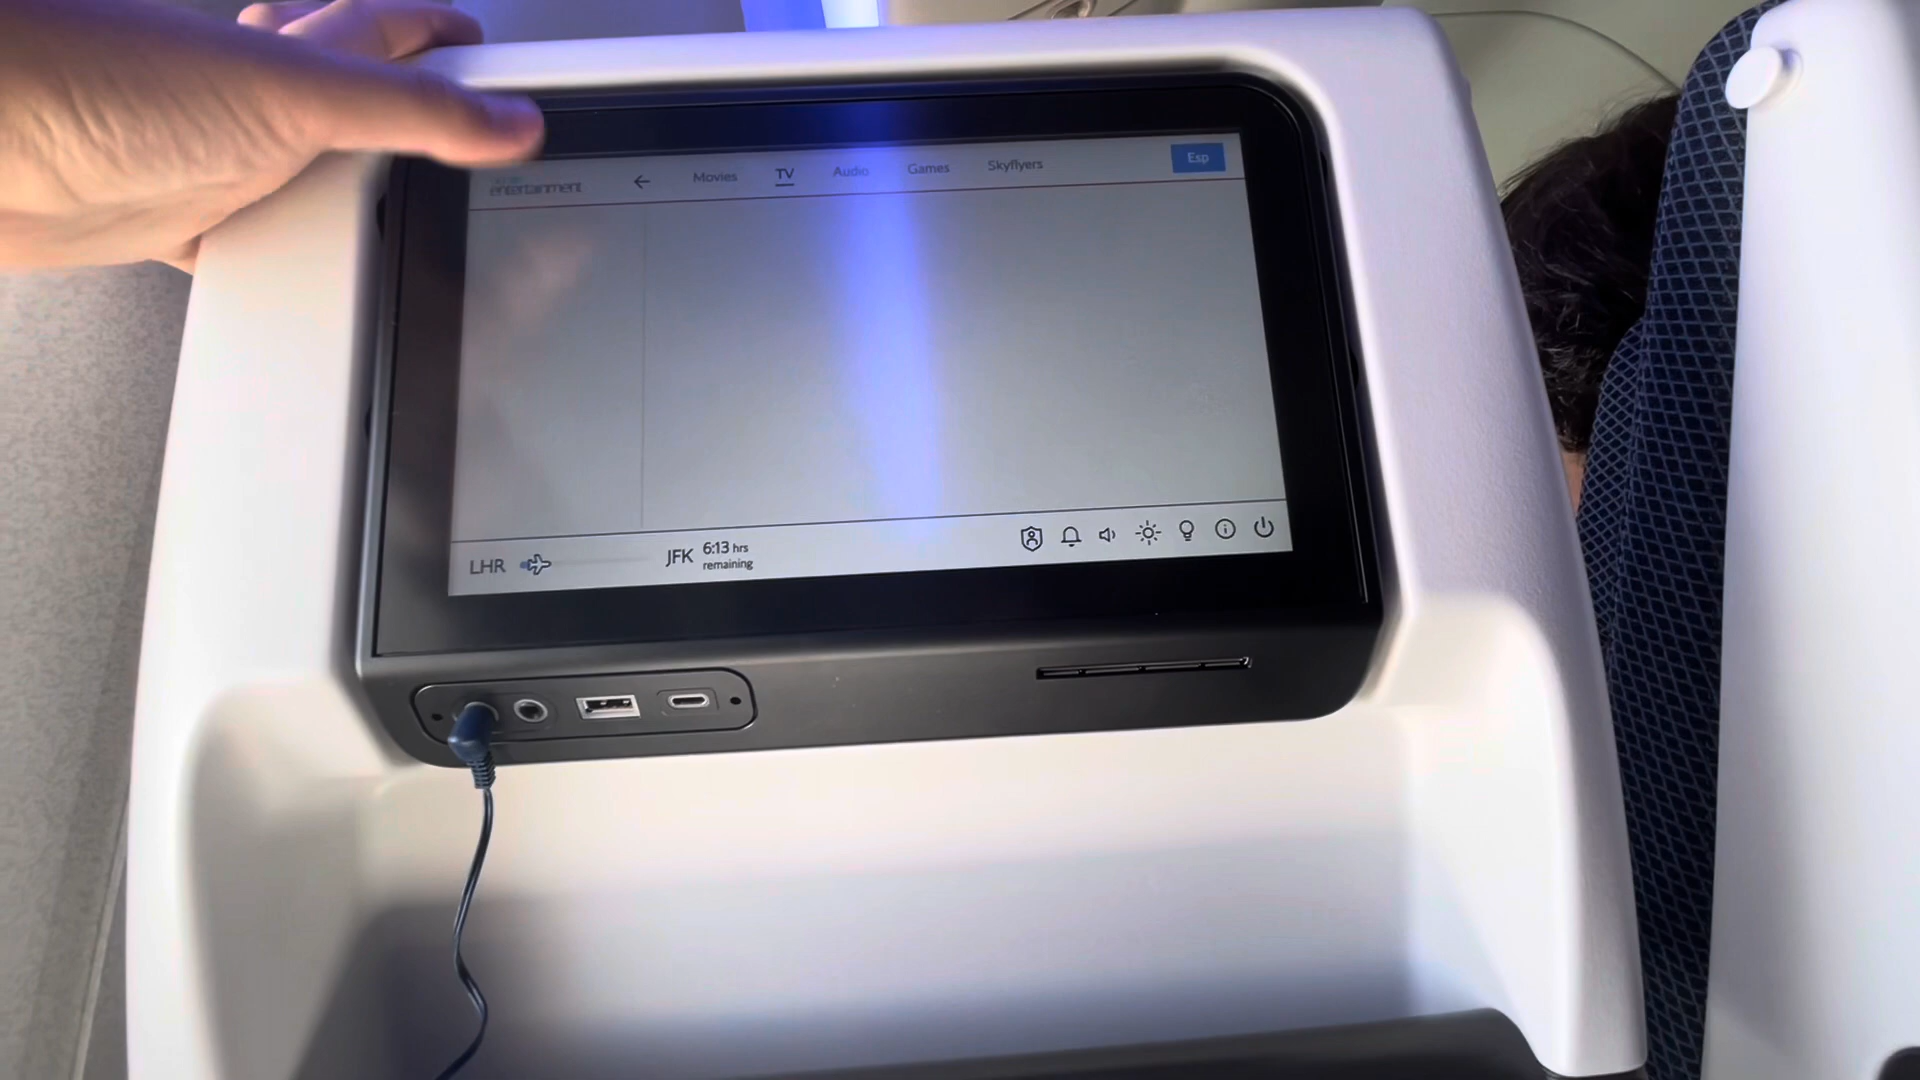 entertainment
Movies TV Audio Games Skyflyers Esp
LHR JFK 6:13 hrs
remaining